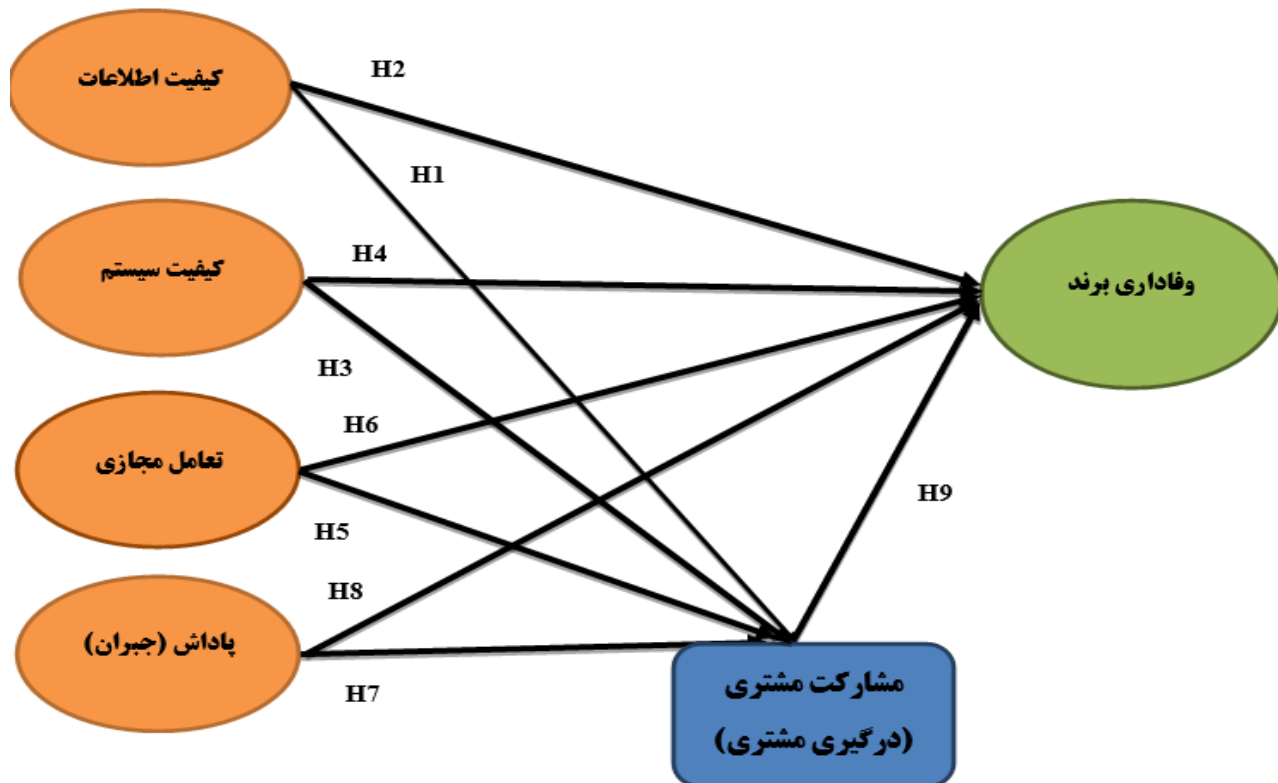 کیفیت اطلاعات
H2
H1
کیفیت سیستم
H4
وفاداری برند
H3
تعامل مجازی
H6
H9
H5
پاداش (جبران)
H8
H7
مشارکت مشتری
(درگیری مشتری)